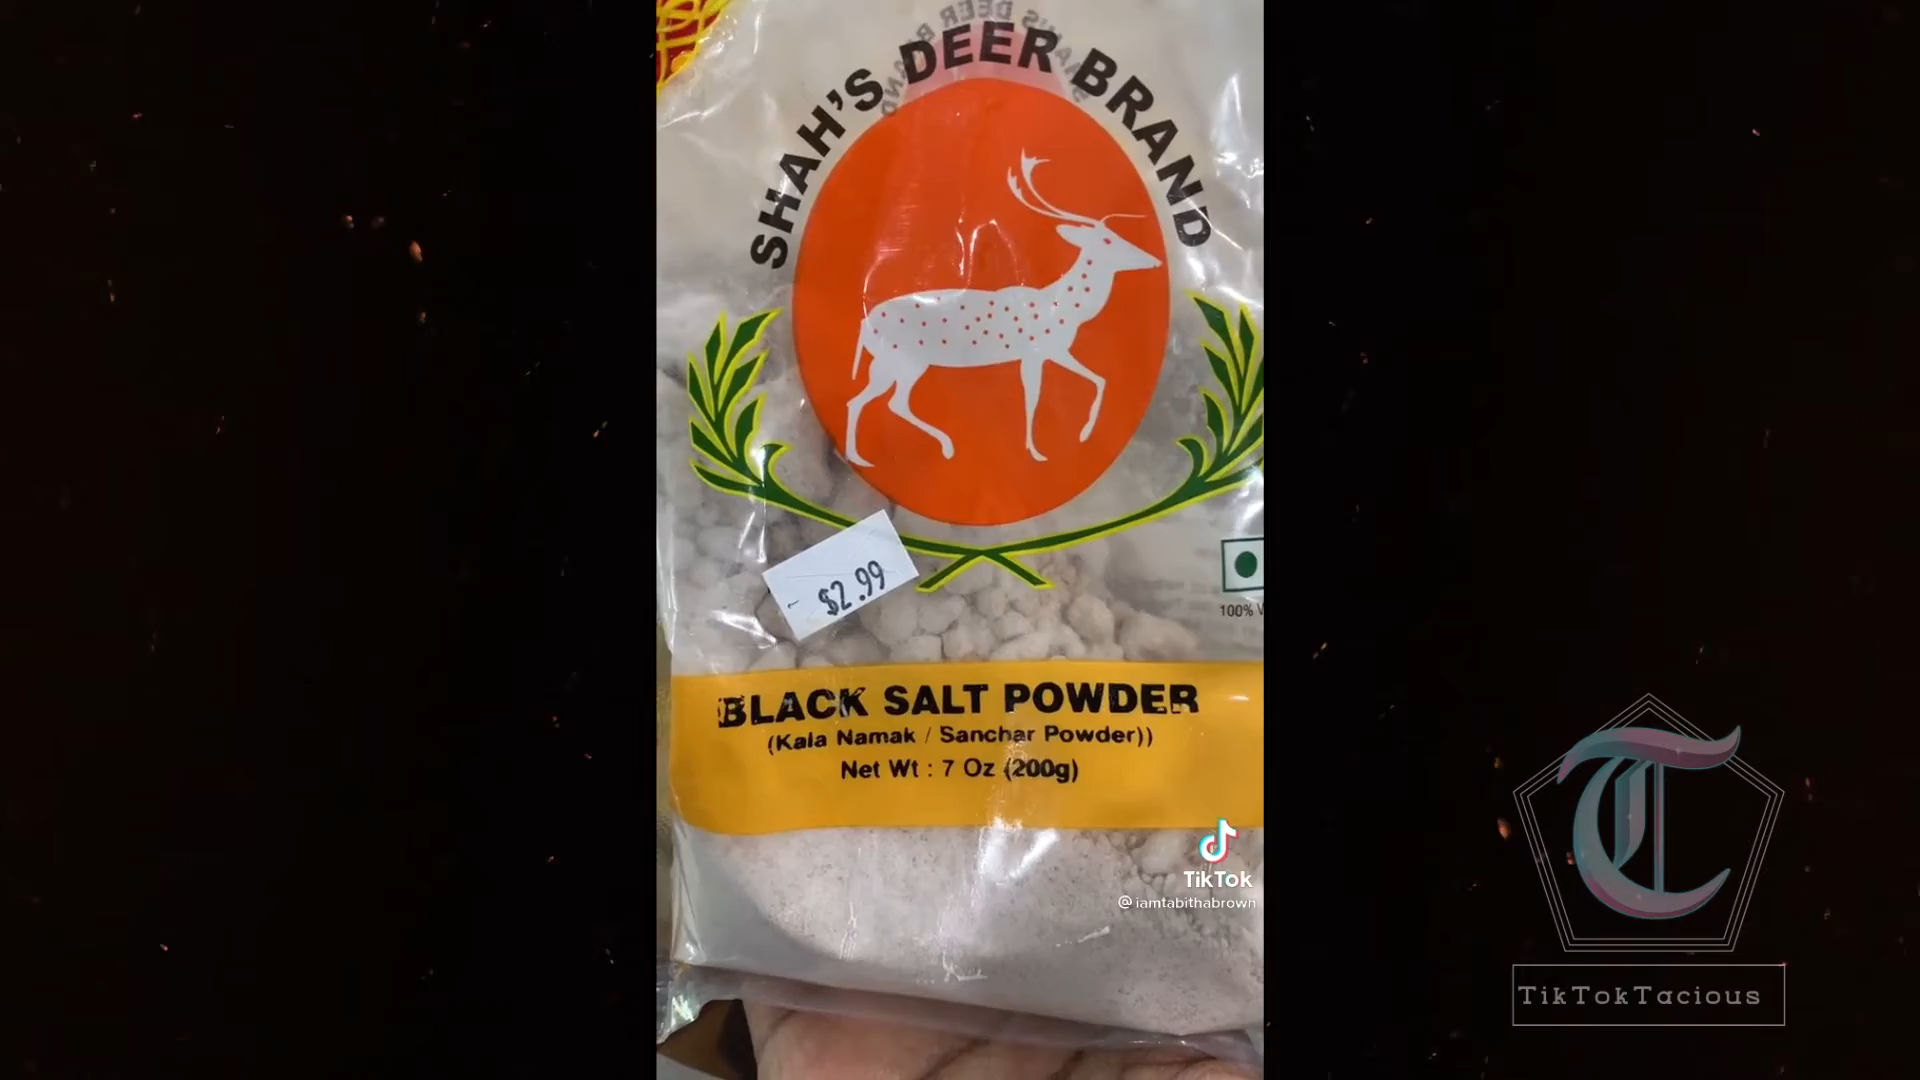 SHAH'S DEER BRAND
$2.99
100% V
BLACK SALT POWDER
(Kala Namak / Sanchar Powder))
Net Wt : 7 Oz (200g)
TikTok
@iamtabithabrown
TikTokTacious